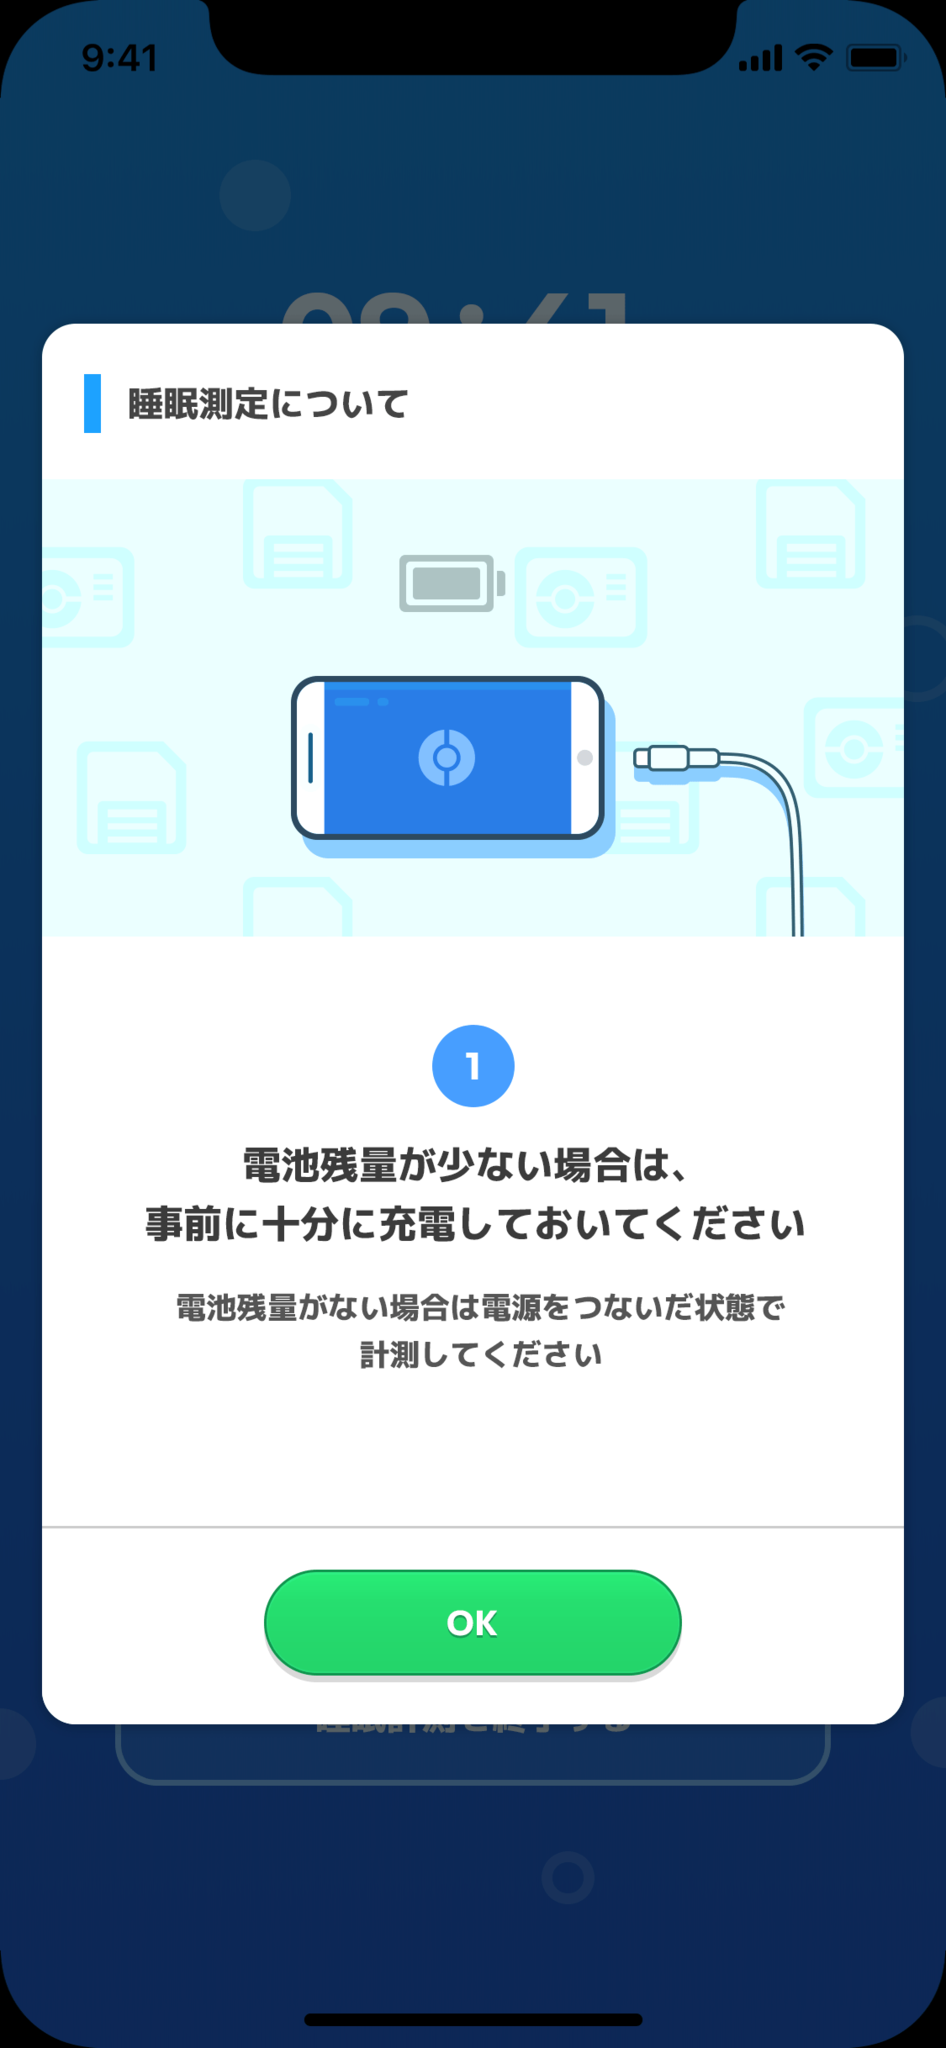 9:41
睡眠測定について
1
電池残量が少ない場合は、
事前に十分に充電しておいてください
電池残量がない場合は電源をつないだ状態で
計測してください
OK